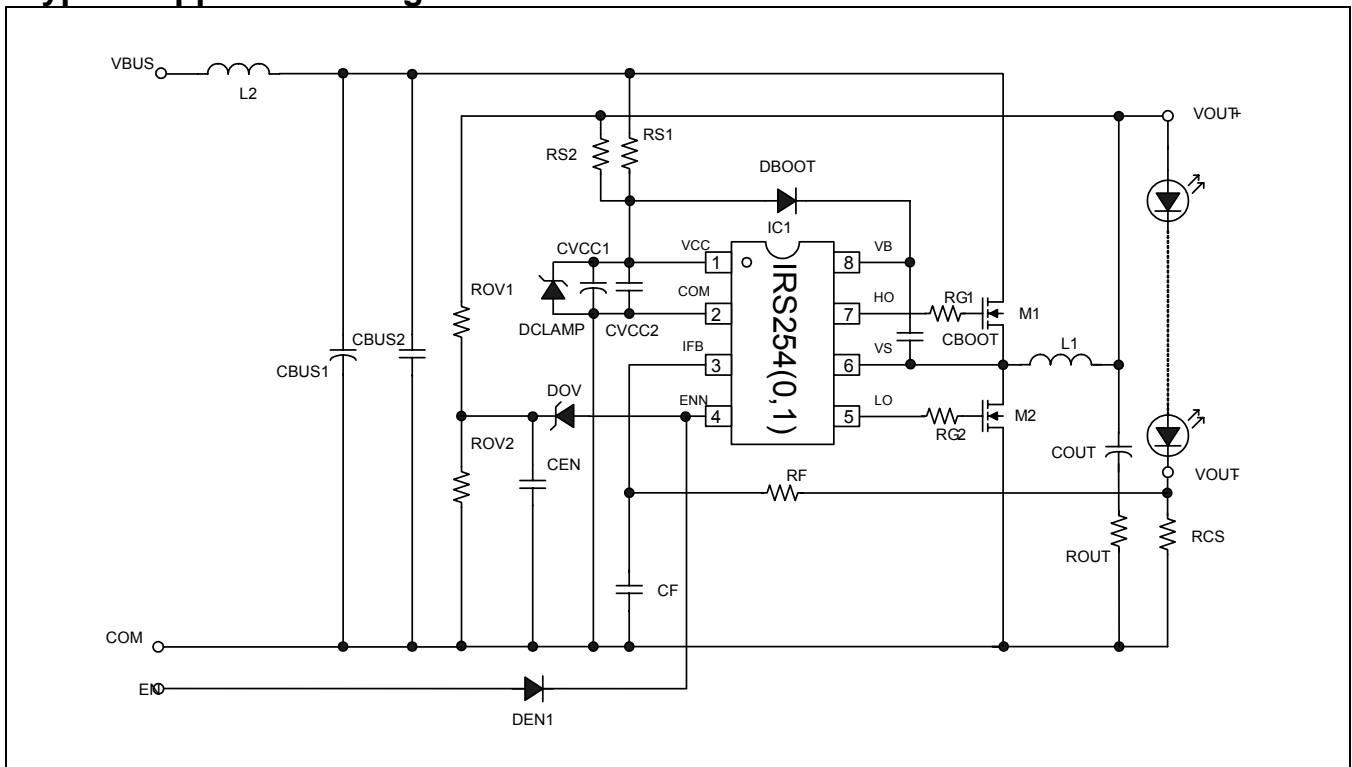 VBUS
L2
VOUT+
RS1
RS2
DBOOT
IC1
CVCC1
VCC
VB
1
8
ROV1
COM
HO
RG1
2
7
M1
DCLAMP
CVCC2
IRS254(0,1)
CBOOT
L1
CBUS2
IFB
VS
3
6
CBUS1
DOV
ENN
LO
4
5
M2
ROV2
RG2
CEN
COUT
RF
VOUT-
ROUT
RCS
CF
COM
EN
DEN1